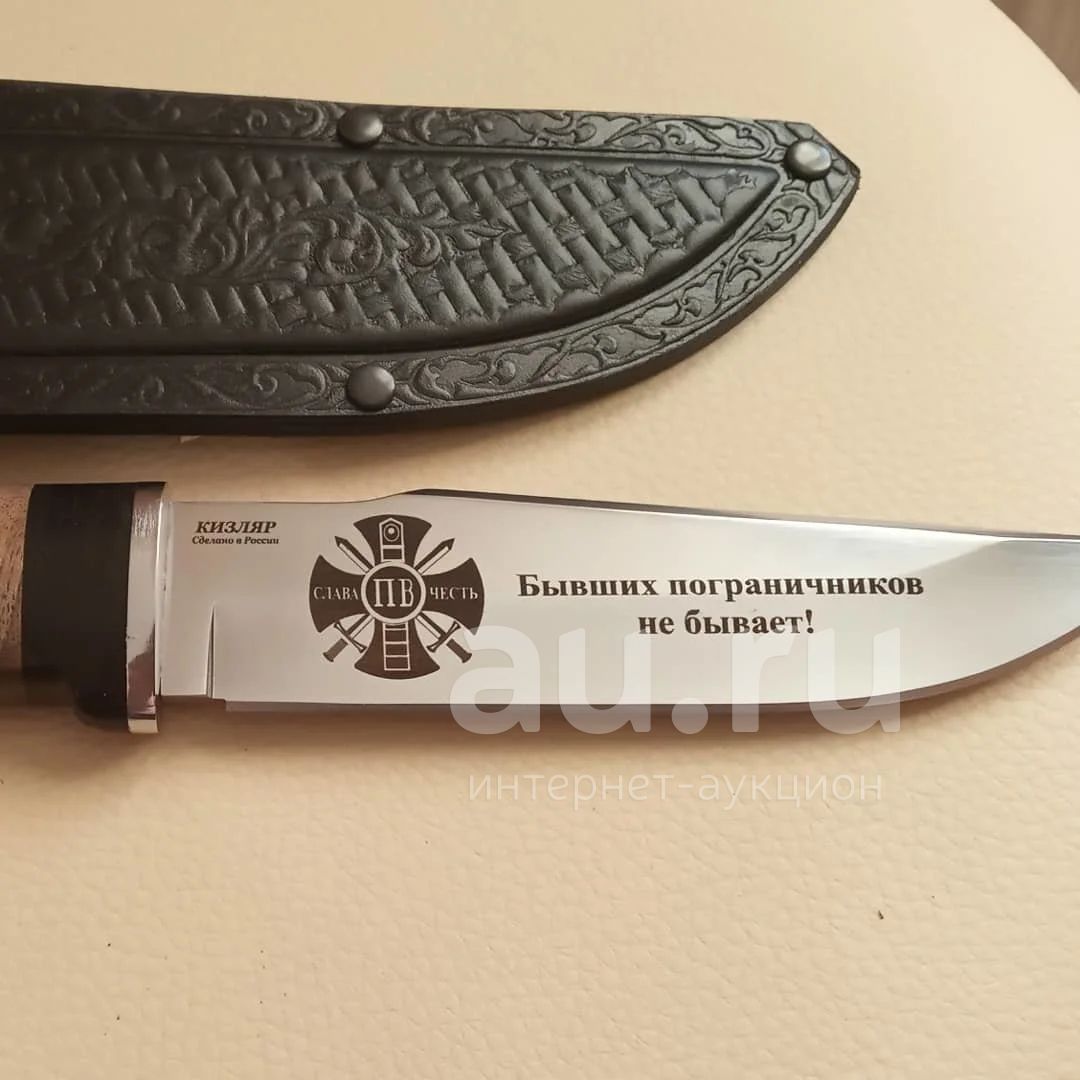 КИЗЛЯР
Сделано в России
СЛАВА ПВ ЧЕСТЬ
Бывших пограничников
не бывает!
au.ru
интернет-аукцион